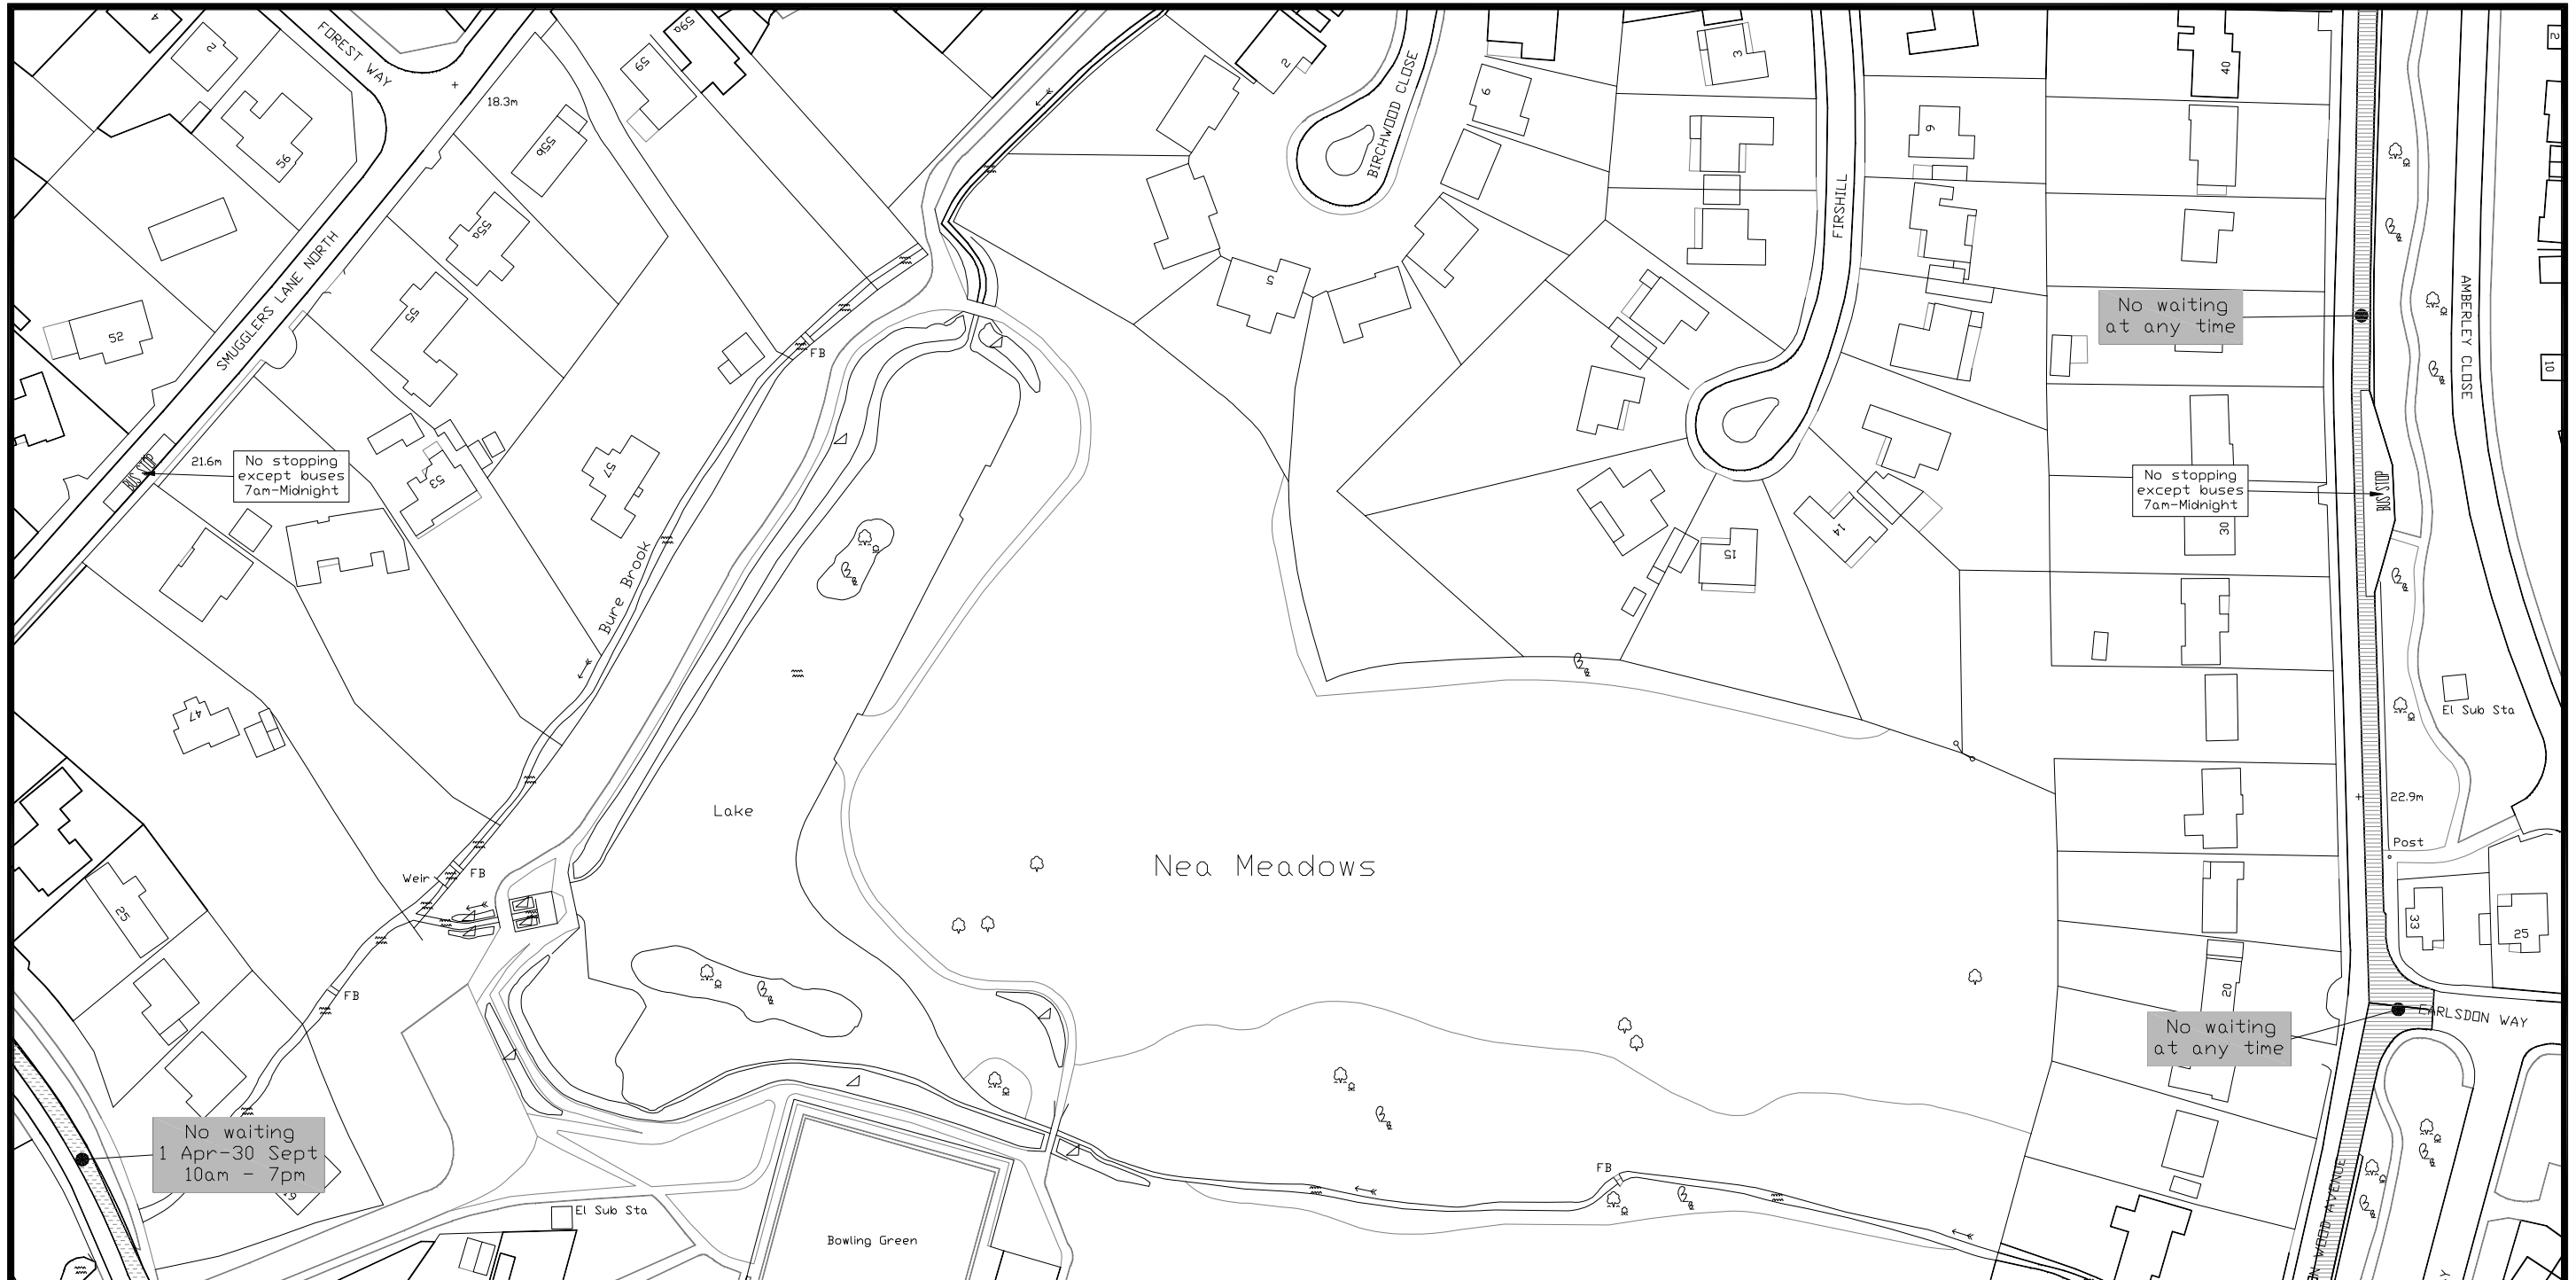 4
2
FOREST WAY
56
18.3m
59
59a
2
BIRCHWOOD CLOSE
6
3
FIRSHILL
9
40
2
55b
55a
SMUGGLERS LANE NORTH
52
55
FB
5
No waiting
at any time
AMBERLEY CLOSE
10
BUS STOP
21.6m
No stopping
except buses
7am-Midnight
53
57
Bure Brook
14
15
No stopping
except buses
7am-Midnight
BUS STOP
30
47
El Sub Sta
22.9m
Post
Lake
Nea Meadows
Weir
FB
25
FB
33
25
20
EARLSDON WAY
No waiting
at any time
No waiting
1 Apr-30 Sept
10am - 7pm
FB
El Sub Sta
Bowling Green
WOOD AVENUE